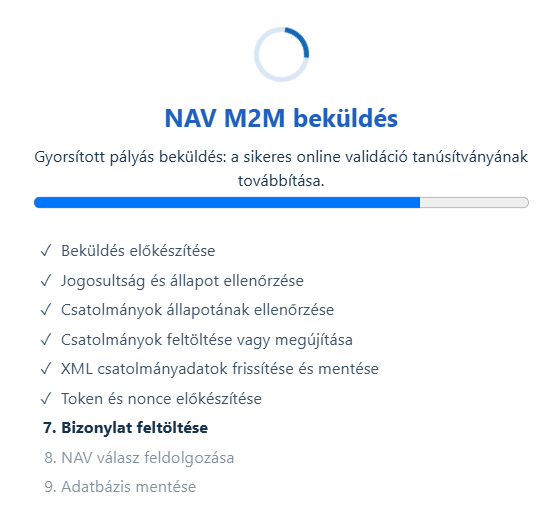 NAV M2M beküldés
Gyorsított pályás beküldés: a sikeres online validáció tanúsítványának
továbbítása.
✓ Beküldés előkészítése
✓ Jogosultság és állapot ellenőrzése
✓ Csatolmányok állapotának ellenőrzése
✓ Csatolmányok feltöltése vagy megújítása
✓ XML csatolmányadatok frissítése és mentése
✓ Token és nonce előkészítése
7. Bizonylat feltöltése
8. NAV válasz feldolgozása
9. Adatbázis mentése